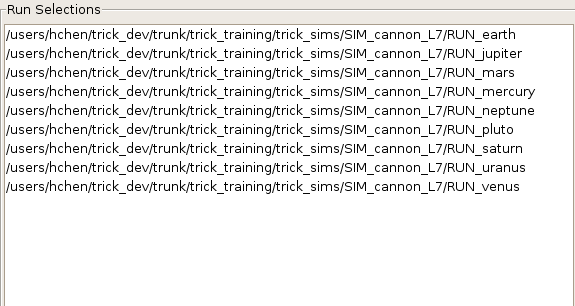 Run Selections
/users/hchen/trick_dev/trunk/trick_training/trick_sims/SIM_cannon_L7/RUN_earth
/users/hchen/trick_dev/trunk/trick_training/trick_sims/SIM_cannon_L7/RUN_jupiter
/users/hchen/trick_dev/trunk/trick_training/trick_sims/SIM_cannon_L7/RUN_mars
/users/hchen/trick_dev/trunk/trick_training/trick_sims/SIM_cannon_L7/RUN_mercury
/users/hchen/trick_dev/trunk/trick_training/trick_sims/SIM_cannon_L7/RUN_neptune
/users/hchen/trick_dev/trunk/trick_training/trick_sims/SIM_cannon_L7/RUN_pluto
/users/hchen/trick_dev/trunk/trick_training/trick_sims/SIM_cannon_L7/RUN_saturn
/users/hchen/trick_dev/trunk/trick_training/trick_sims/SIM_cannon_L7/RUN_uranus
/users/hchen/trick_dev/trunk/trick_training/trick_sims/SIM_cannon_L7/RUN_venus